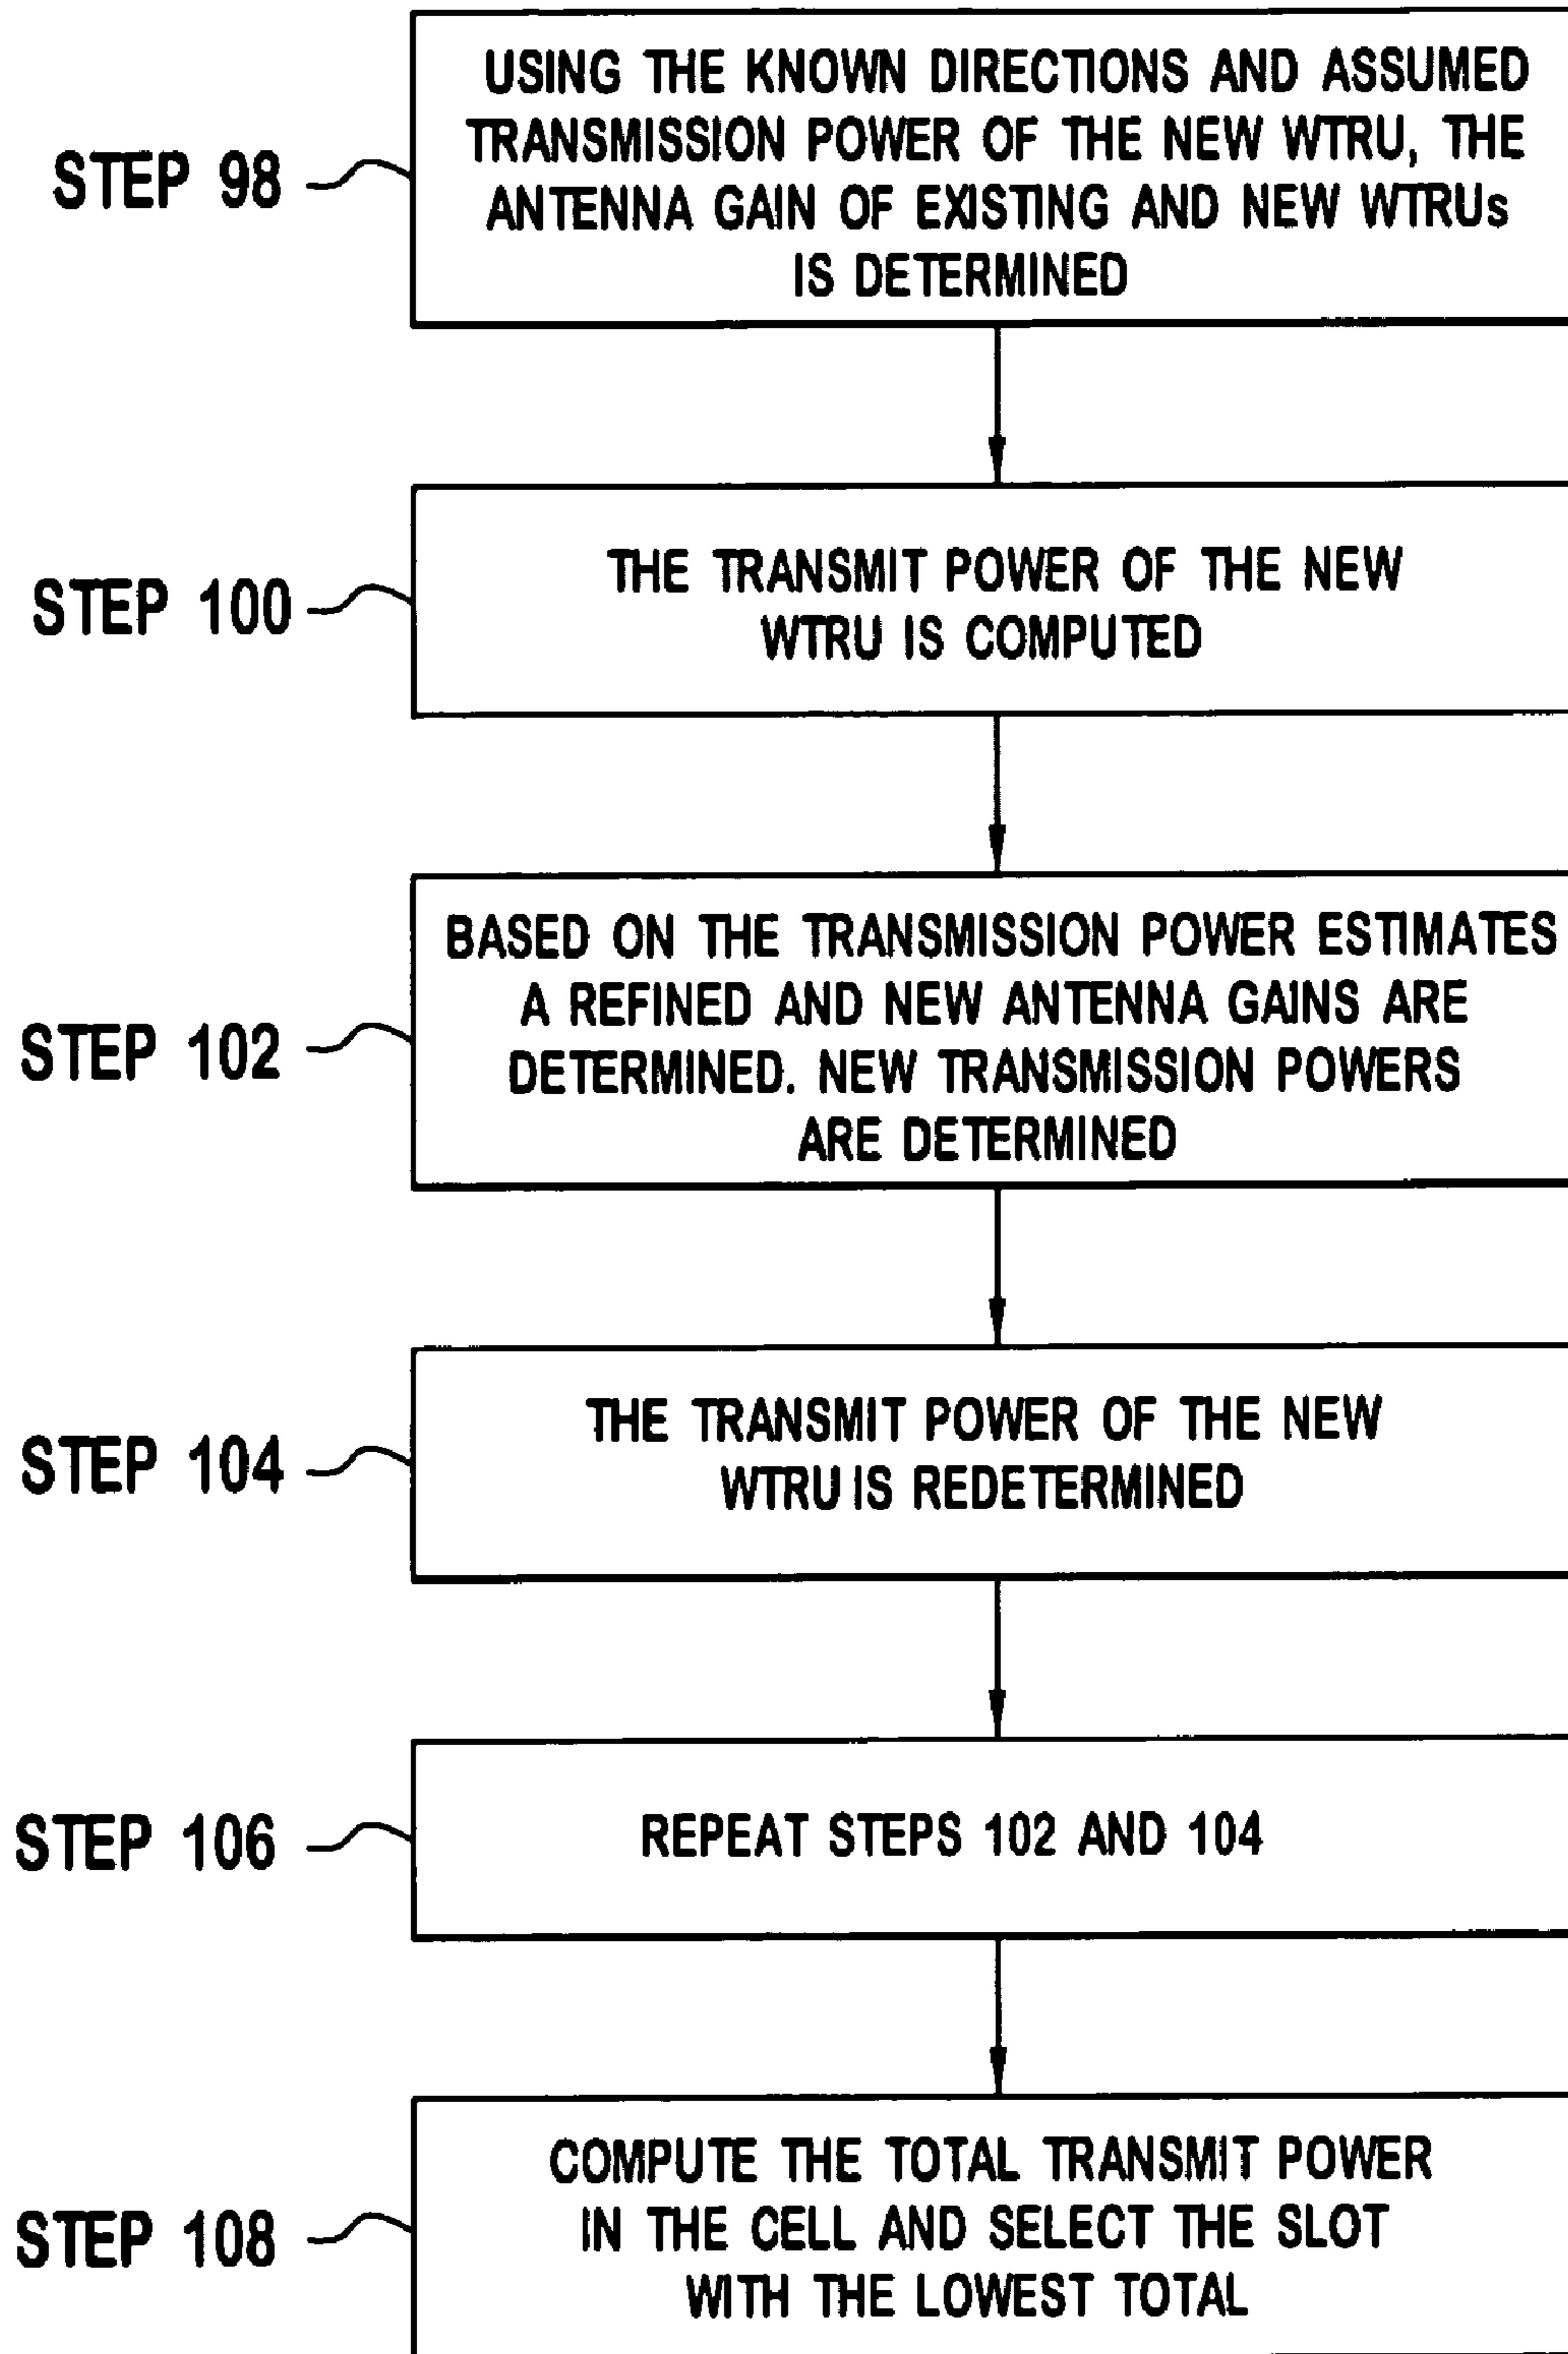 STEP 98
USING THE KNOWN DIRECTIONS AND ASSUMED
TRANSMISSION POWER OF THE NEW WTRU, THE
ANTENNA GAIN OF EXISTING AND NEW WTRUs
IS DETERMINED
STEP 100
THE TRANSMIT POWER OF THE NEW
WTRU IS COMPUTED
STEP 102
BASED ON THE TRANSMISSION POWER ESTIMATES
A REFINED AND NEW ANTENNA GAINS ARE
DETERMINED. NEW TRANSMISSION POWERS
ARE DETERMINED
STEP 104
THE TRANSMIT POWER OF THE NEW
WTRU IS REDETERMINED
STEP 106
REPEAT STEPS 102 AND 104
STEP 108
COMPUTE THE TOTAL TRANSMIT POWER
IN THE CELL AND SELECT THE SLOT
WITH THE LOWEST TOTAL